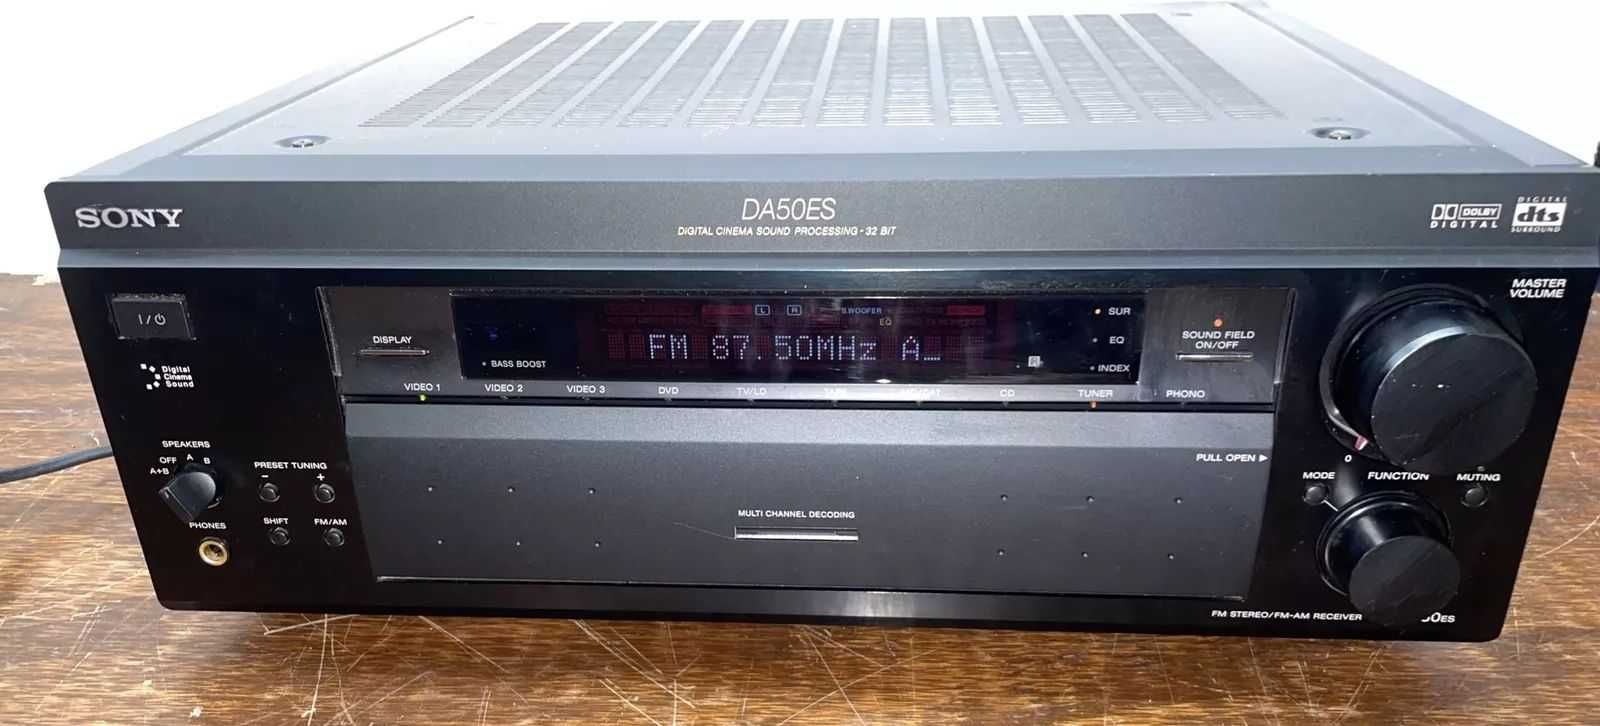 SONY
DA50ES
DIGITAL CINEMA SOUND PROCESSING - 32 BIT
DOLBY
DIGITAL
DIGITAL
dts
SURROUND
MASTER
VOLUME
I/⏻
Digital
Cinema
Sound
DISPLAY
L R S.WOOFER
EQ
FM 87.50MHz A_
BASS BOOST
SUR
EQ
INDEX
SOUND FIELD
ON/OFF
VIDEO 1 VIDEO 2 VIDEO 3 DVD TV/LD TAPE CD TUNER PHONO
PULL OPEN ▶
SPEAKERS
OFF A B
A+B
PRESET TUNING
- +
SHIFT FM/AM
PHONES
MULTI CHANNEL DECODING
0
MODE FUNCTION MUTING
FM STEREO/FM-AM RECEIVER
0ES